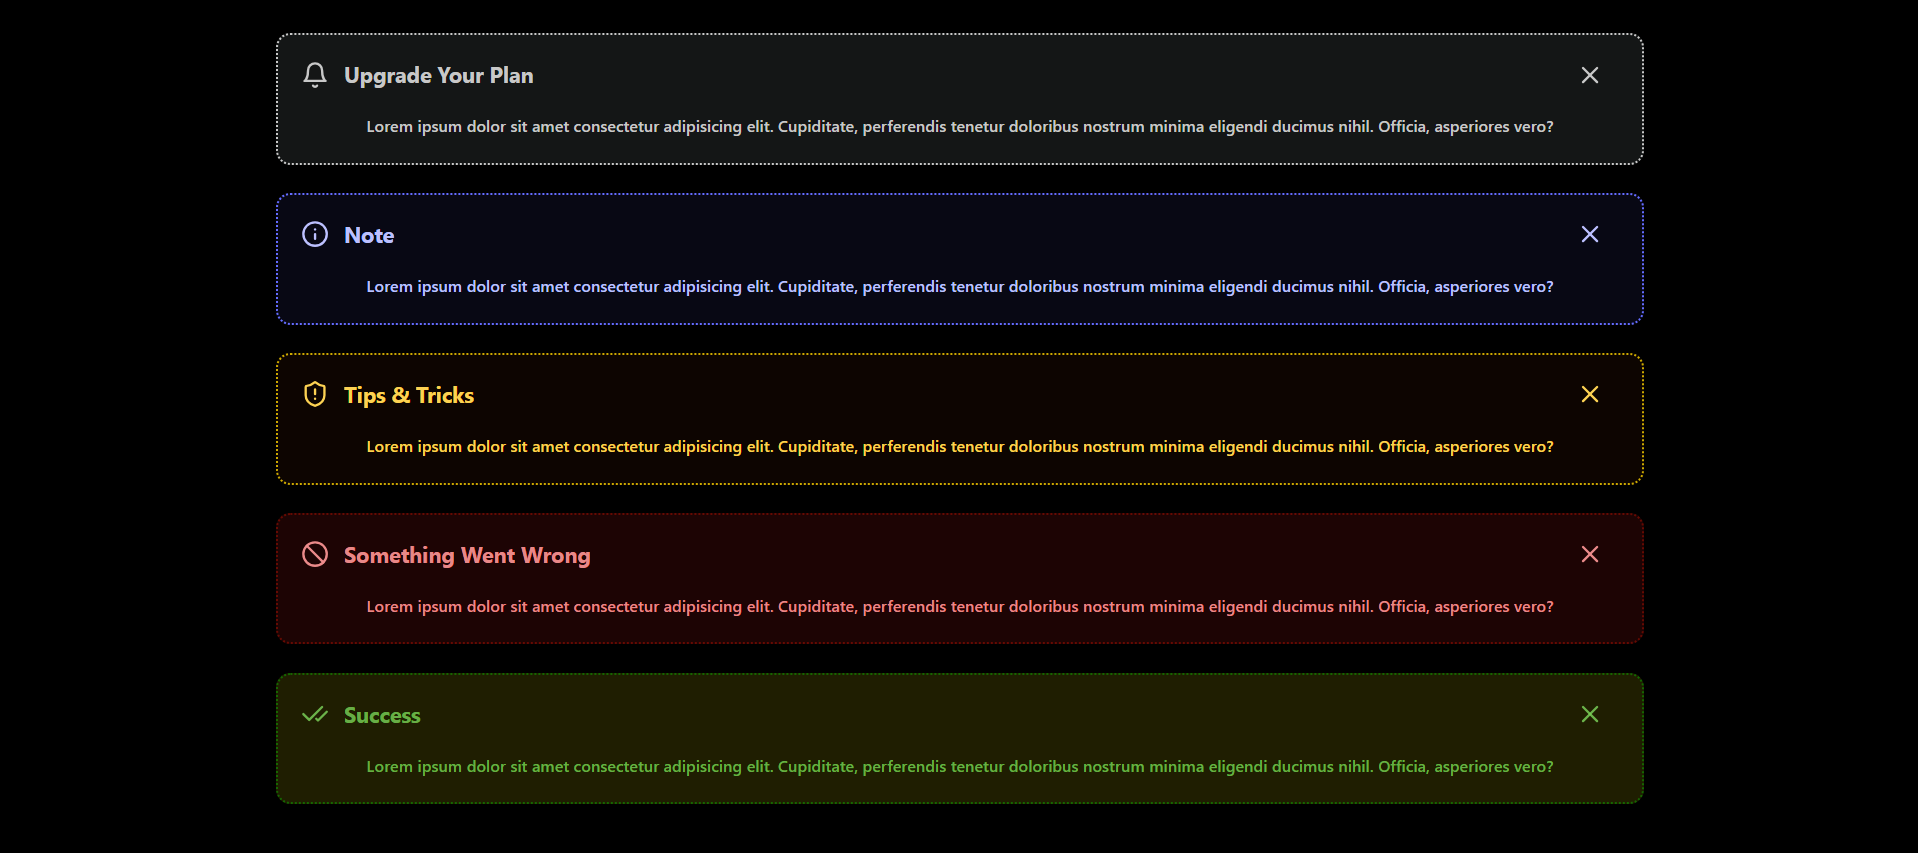 Upgrade Your Plan
Lorem ipsum dolor sit amet consectetur adipisicing elit. Cupiditate, perferendis tenetur doloribus nostrum minima eligendi ducimus nihil. Officia, asperiores vero?
Note
Lorem ipsum dolor sit amet consectetur adipisicing elit. Cupiditate, perferendis tenetur doloribus nostrum minima eligendi ducimus nihil. Officia, asperiores vero?
Tips & Tricks
Lorem ipsum dolor sit amet consectetur adipisicing elit. Cupiditate, perferendis tenetur doloribus nostrum minima eligendi ducimus nihil. Officia, asperiores vero?
Something Went Wrong
Lorem ipsum dolor sit amet consectetur adipisicing elit. Cupiditate, perferendis tenetur doloribus nostrum minima eligendi ducimus nihil. Officia, asperiores vero?
Success
Lorem ipsum dolor sit amet consectetur adipisicing elit. Cupiditate, perferendis tenetur doloribus nostrum minima eligendi ducimus nihil. Officia, asperiores vero?